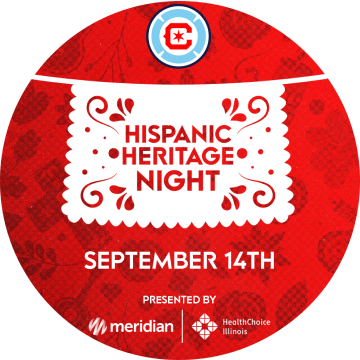 C
HISPANIC
HERITAGE
NIGHT
SEPTEMBER 14TH
PRESENTED BY
meridian HealthChoice
Illinois